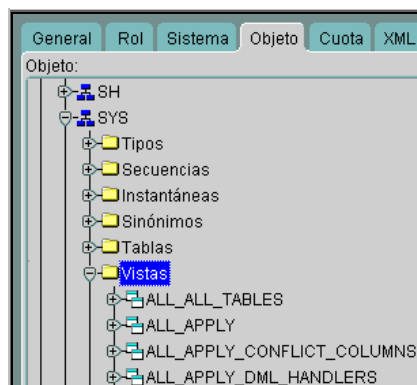 General Rol Sistema Objeto Cuota XML
Objeto:
SH
SYS
Tipos
Secuencias
Instantáneas
Sinónimos
Tablas
Vistas
ALL_ALL_TABLES
ALL_APPLY
ALL_APPLY_CONFLICT_COLUMNS
ALL_APPLY_DML_HANDLERS